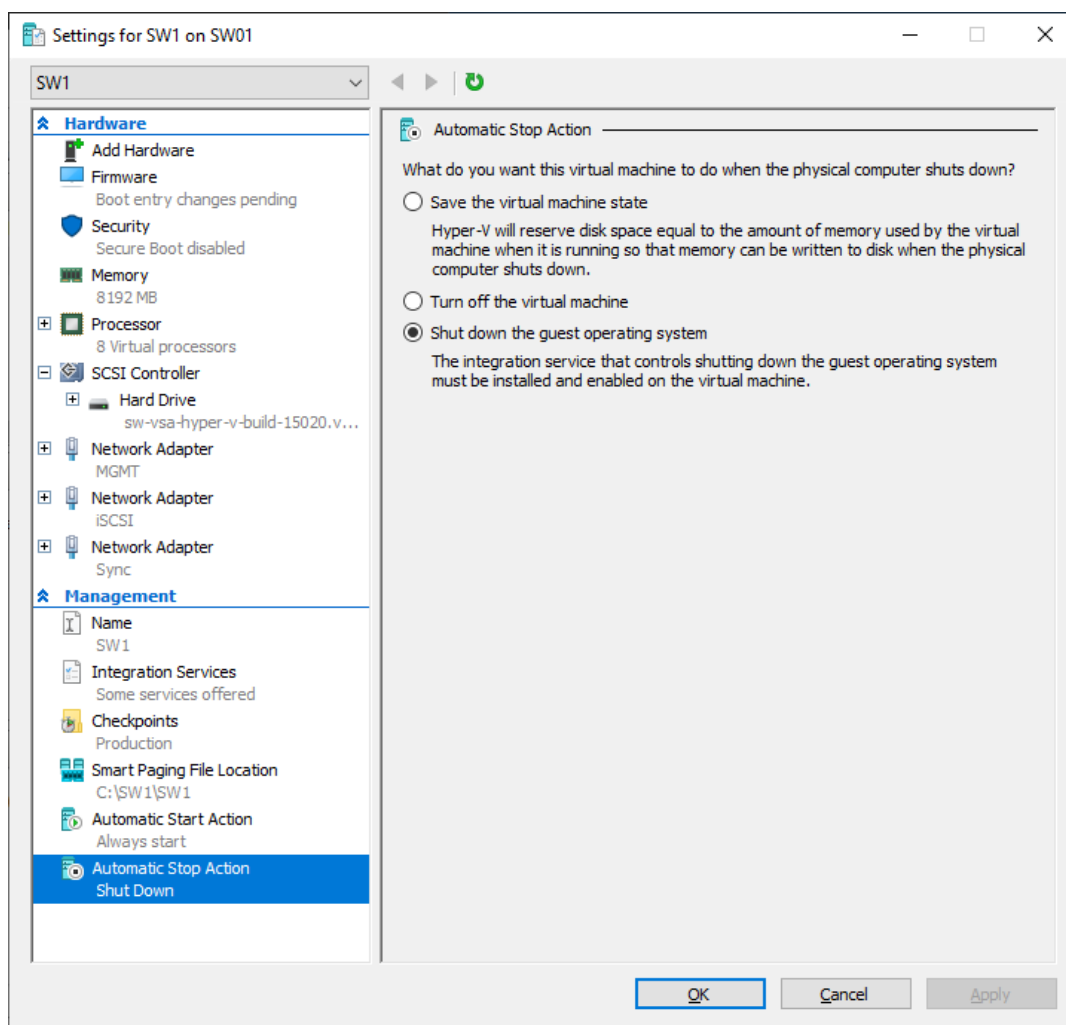 Settings for SW1 on SW01
SW1
Hardware
Add Hardware
Firmware
Boot entry changes pending
Security
Secure Boot disabled
Memory
8192 MB
Processor
8 Virtual processors
SCSI Controller
Hard Drive
sw-vsa-hyper-v-build-15020.v...
Network Adapter
MGMT
Network Adapter
iSCSI
Network Adapter
Sync
Management
Name
SW1
Integration Services
Some services offered
Checkpoints
Production
Smart Paging File Location
C:\SW1\SW1
Automatic Start Action
Always start
Automatic Stop Action
Shut Down
Automatic Stop Action
What do you want this virtual machine to do when the physical computer shuts down?
Save the virtual machine state
Hyper-V will reserve disk space equal to the amount of memory used by the virtual
machine when it is running so that memory can be written to disk when the physical
computer shuts down.
Turn off the virtual machine
Shut down the guest operating system
The integration service that controls shutting down the guest operating system
must be installed and enabled on the virtual machine.
OK
Cancel
Apply